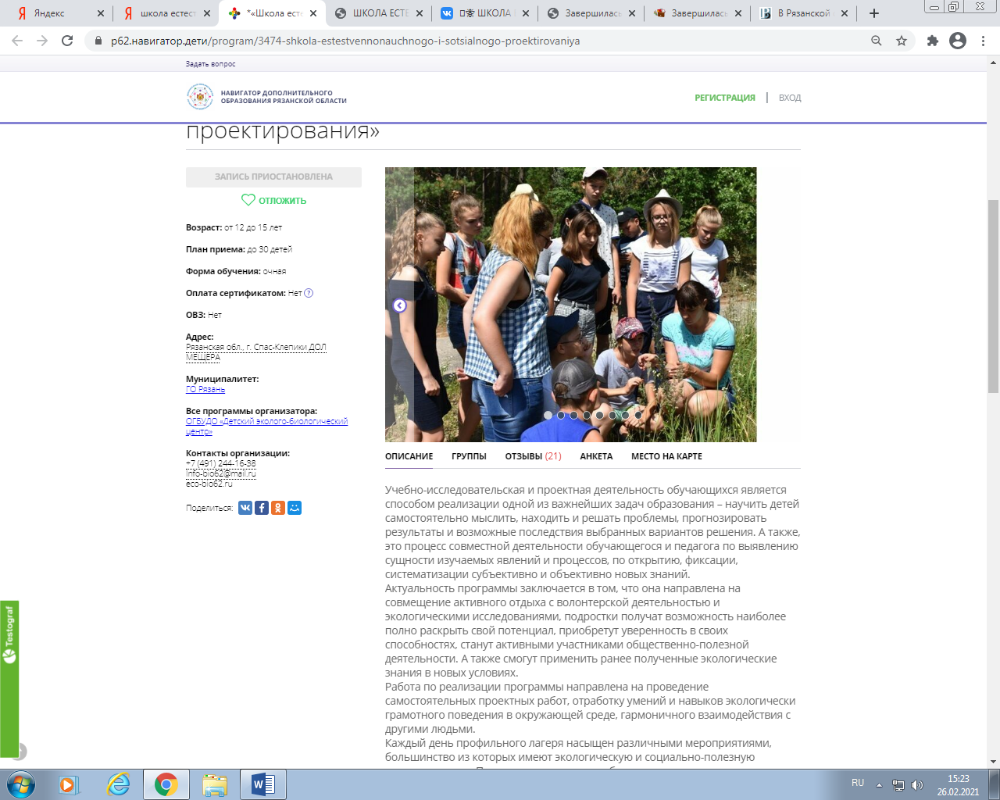 Яндекс
школа естест
*«Школа есте
ШКОЛА ЕСТЕ
ШКОЛА
Завершилась
Завершилась
В Рязанской
p62.навигатор.дети/program/3474-shkola-estestvennonauchnogo-i-sotsialnogo-proektirovaniya
Задать вопрос
НАВИГАТОР ДОПОЛНИТЕЛЬНОГО
ОБРАЗОВАНИЯ РЯЗАНСКОЙ ОБЛАСТИ
РЕГИСТРАЦИЯ | ВХОД
проектирования»
ЗАПИСЬ ПРИОСТАНОВЛЕНА
ОТЛОЖИТЬ
Возраст: от 12 до 15 лет
План приема: до 30 детей
Форма обучения: очная
Оплата сертификатом: Нет ?
ОВЗ: Нет
Адрес:
Рязанская обл., г. Спас-Клепики ДОЛ
МЕЩЕРА
Муниципалитет:
ГО Рязань
Все программы организатора:
ОГБУДО «Детский эколого-биологический
центр»
Контакты организации:
+7 (491) 244-16-38
Info-bio62@mail.ru
eco-bio62.ru
Поделиться:
ОПИСАНИЕ
ГРУППЫ
ОТЗЫВЫ (21)
АНКЕТА
МЕСТО НА КАРТЕ
Учебно-исследовательская и проектная деятельность обучающихся является
способом реализации одной из важнейших задач образования – научить детей
самостоятельно мыслить, находить и решать проблемы, прогнозировать
результаты и возможные последствия выбранных вариантов решения. А также,
это процесс совместной деятельности обучающегося и педагога по выявлению
сущности изучаемых явлений и процессов, по открытию, фиксации,
систематизации субъективно и объективно новых знаний.
Актуальность программы заключается в том, что она направлена на
совмещение активного отдыха с волонтерской деятельностью и
экологическими исследованиями, подростки получат возможность наиболее
полно раскрыть свой потенциал, приобретут уверенность в своих
способностях, станут активными участниками общественно-полезной
деятельности. А также смогут применить ранее полученные экологические
знания в новых условиях.
Работа по реализации программы направлена на проведение
самостоятельных проектных работ, отработку умений и навыков экологически
грамотного поведения в окружающей среде, гармоничного взаимодействия с
другими людьми.
Каждый день профильного лагеря насыщен различными мероприятиями,
большинство из которых имеют экологическую и социально-полезную
Testograf
RU
15:23
26.02.2021